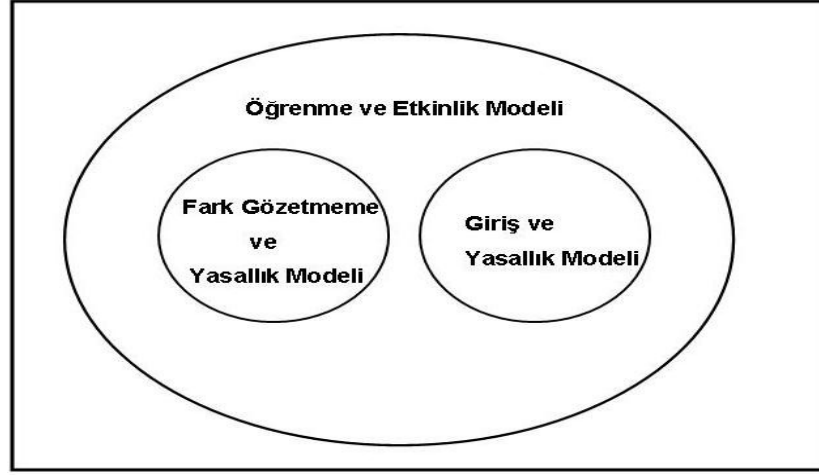 Öğrenme ve Etkinlik Modeli
Fark Gözetmeme
ve
Yasallık Modeli
Giriş ve
Yasallık Modeli